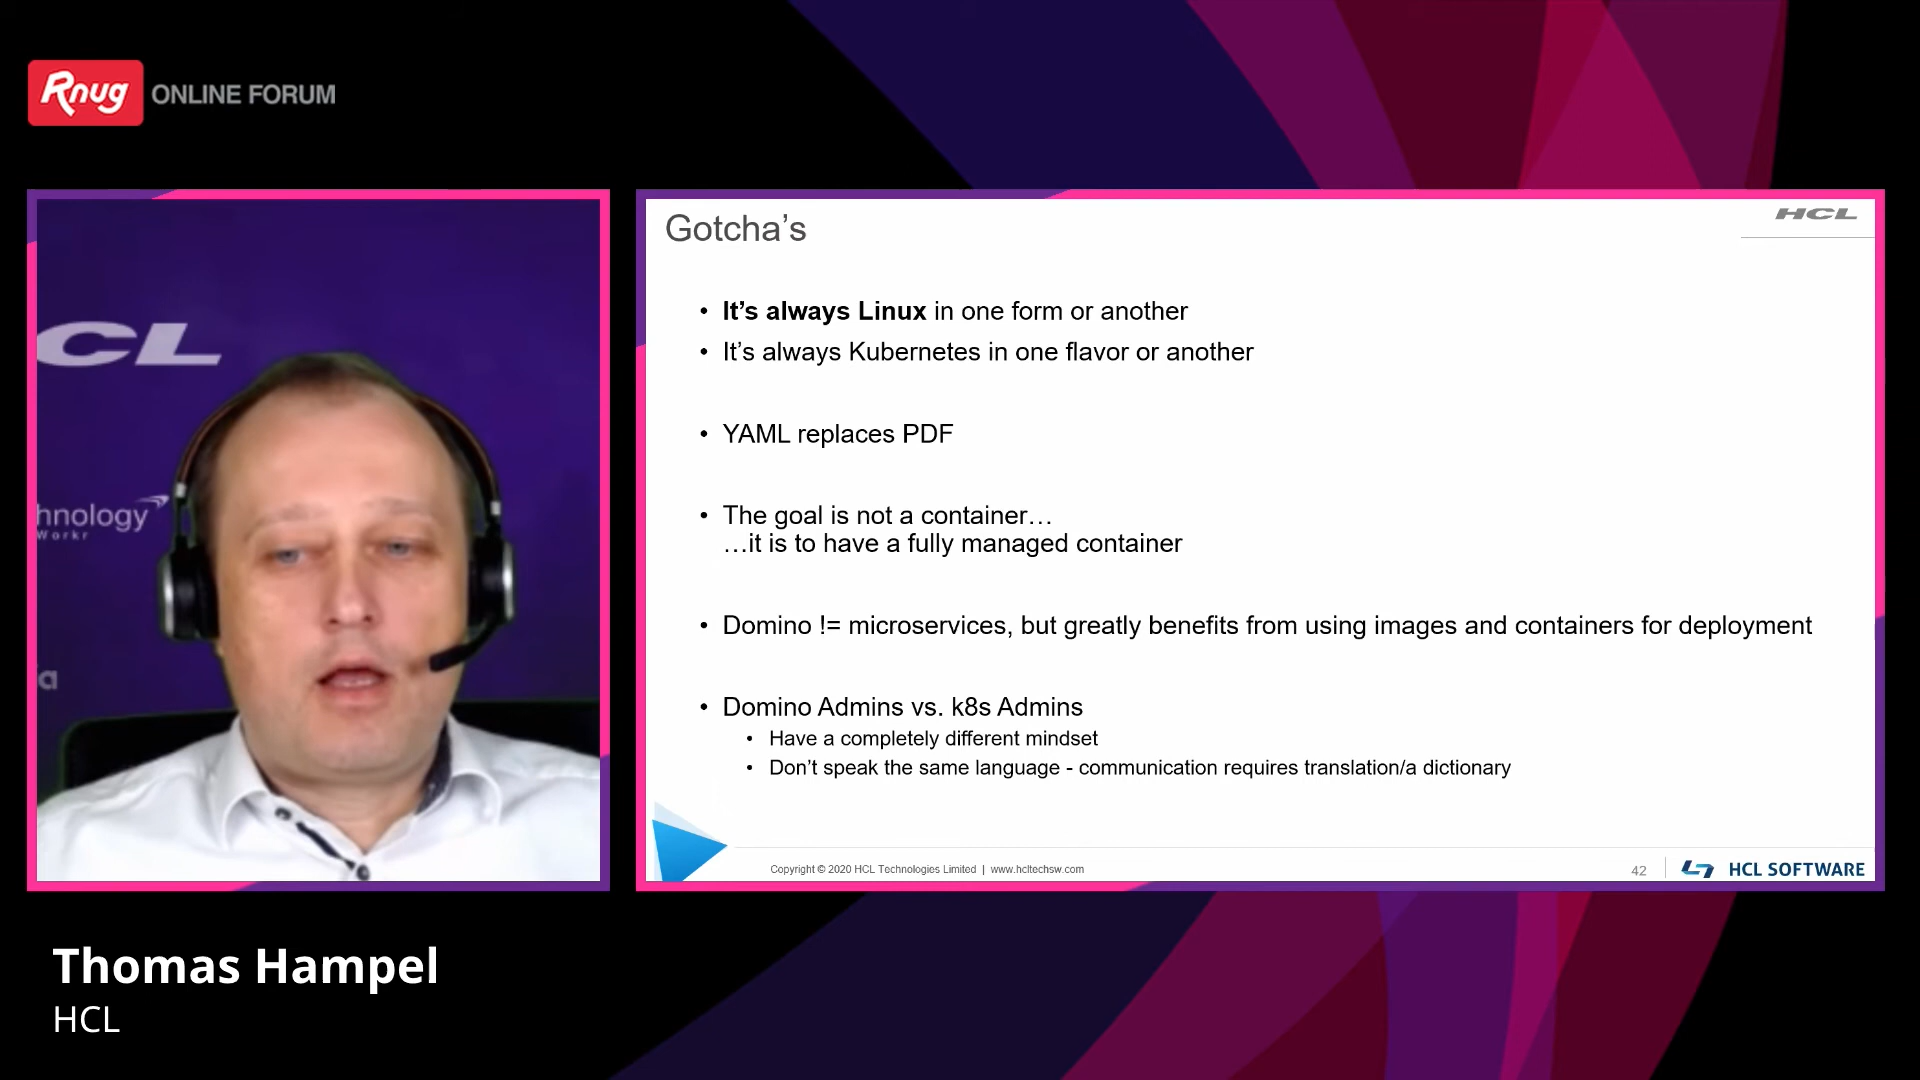 Rnug ONLINE FORUM
CL
hnology
Workr
a
Gotcha’s
HCL
• It’s always Linux in one form or another
• It’s always Kubernetes in one flavor or another
• YAML replaces PDF
• The goal is not a container…
…it is to have a fully managed container
• Domino != microservices, but greatly benefits from using images and containers for deployment
• Domino Admins vs. k8s Admins
• Have a completely different mindset
• Don’t speak the same language - communication requires translation/a dictionary
Copyright © 2020 HCL Technologies Limited | www.hcltechsw.com
42
HCL SOFTWARE
Thomas Hampel
HCL